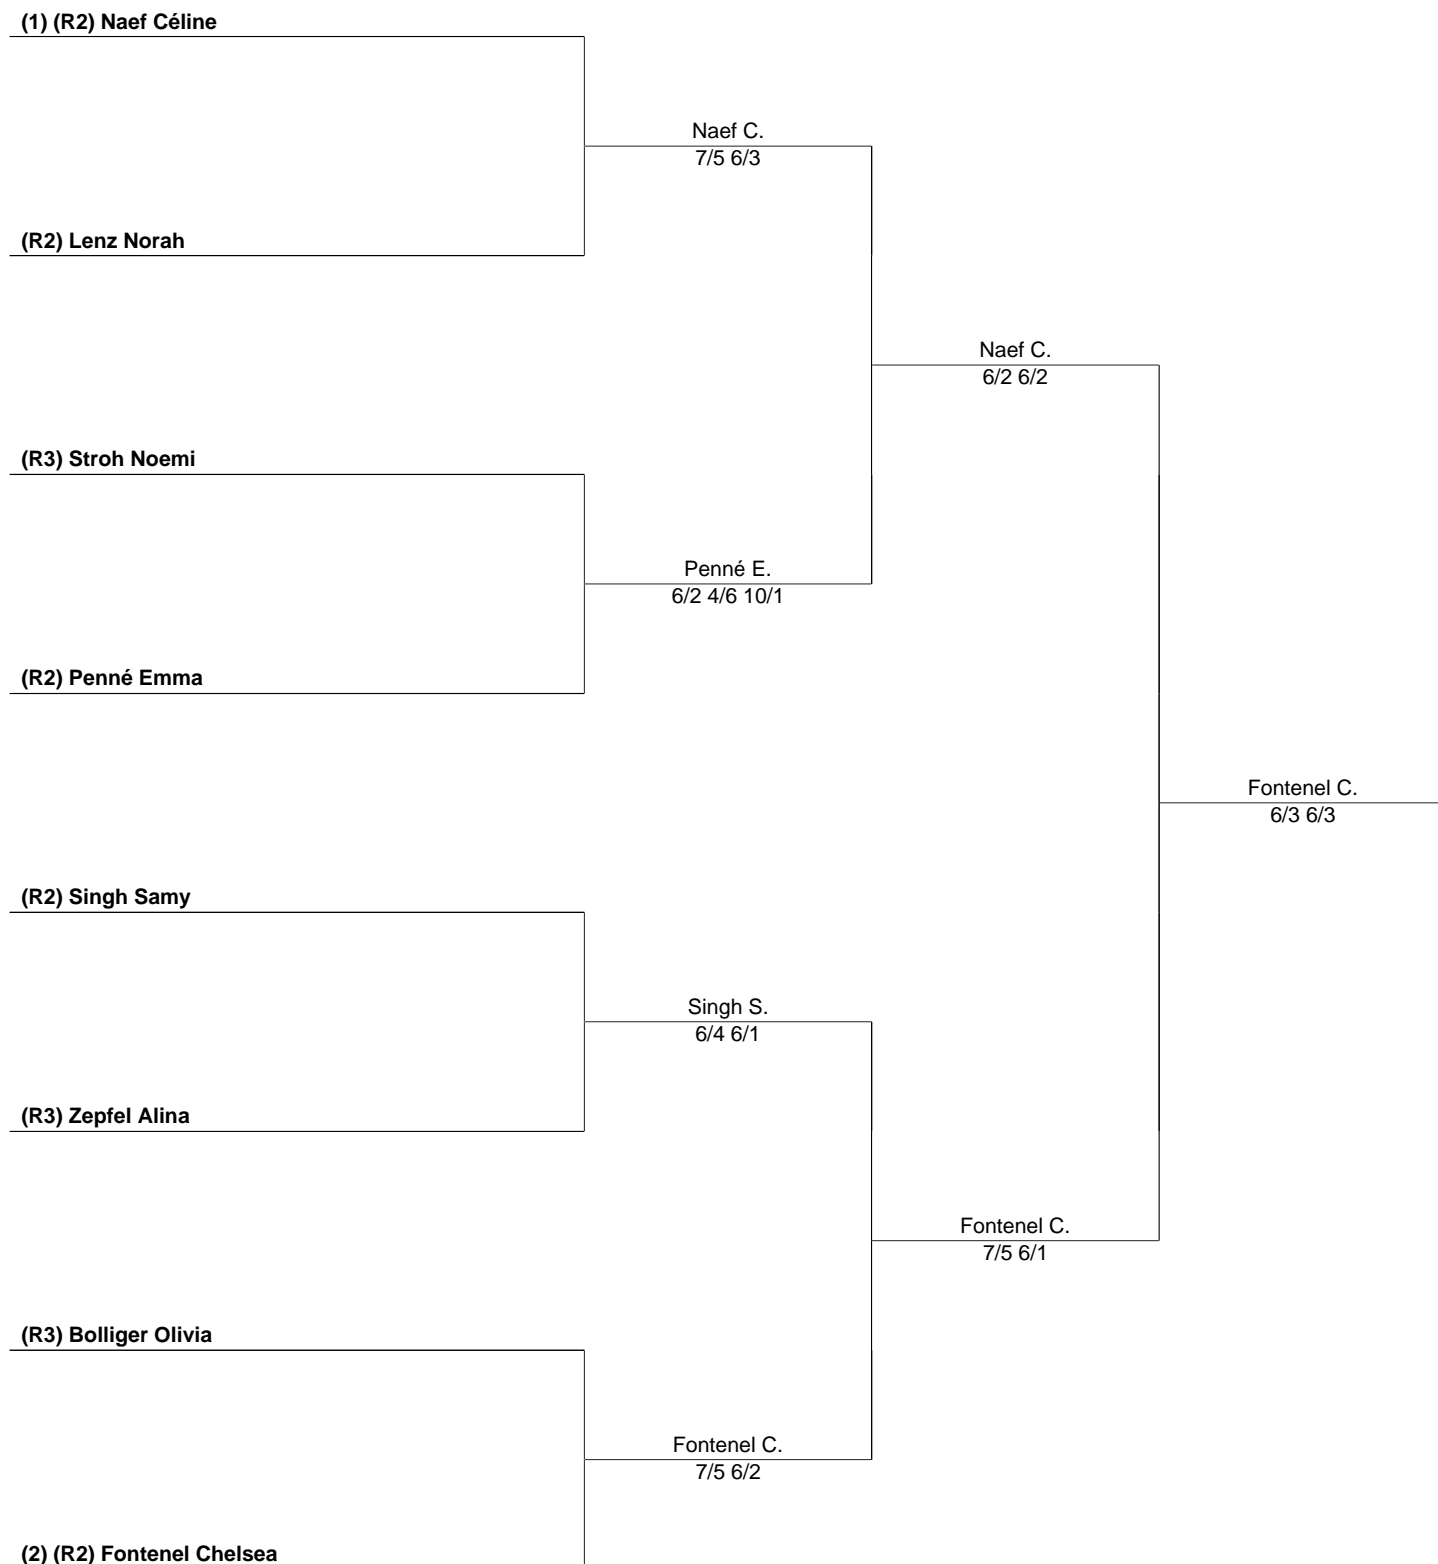 (1) (R2) Naef Céline
Naef C.
7/5 6/3
(R2) Lenz Norah
Naef C.
6/2 6/2
(R3) Stroh Noemi
Penné E.
6/2 4/6 10/1
(R2) Penné Emma
Fontenel C.
6/3 6/3
(R2) Singh Samy
Singh S.
6/4 6/1
(R3) Zepfel Alina
Fontenel C.
7/5 6/1
(R3) Bolliger Olivia
Fontenel C.
7/5 6/2
(2) (R2) Fontenel Chelsea